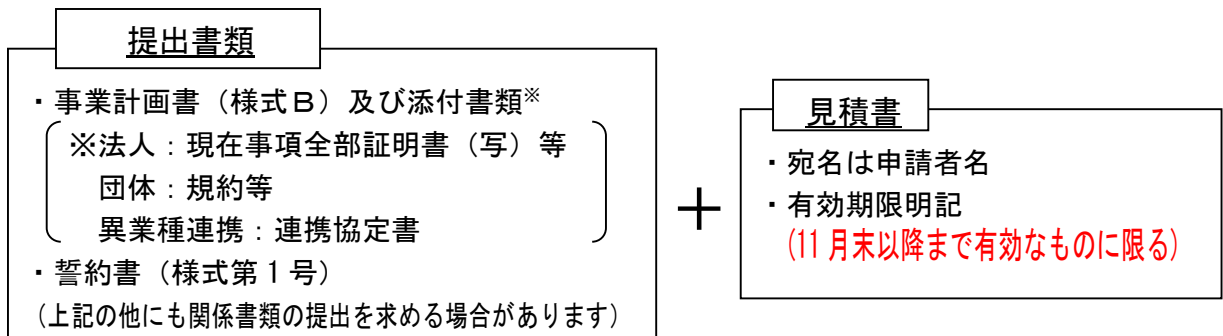 提出書類
・事業計画書（様式B）及び添付書類※
※法人：現在事項全部証明書（写）等
団体：規約等
異業種連携：連携協定書
・誓約書（様式第1号）
（上記の他にも関係書類の提出を求める場合があります）
＋
見積書
・宛名は申請者名
・有効期限明記
(11月末以降まで有効なものに限る)